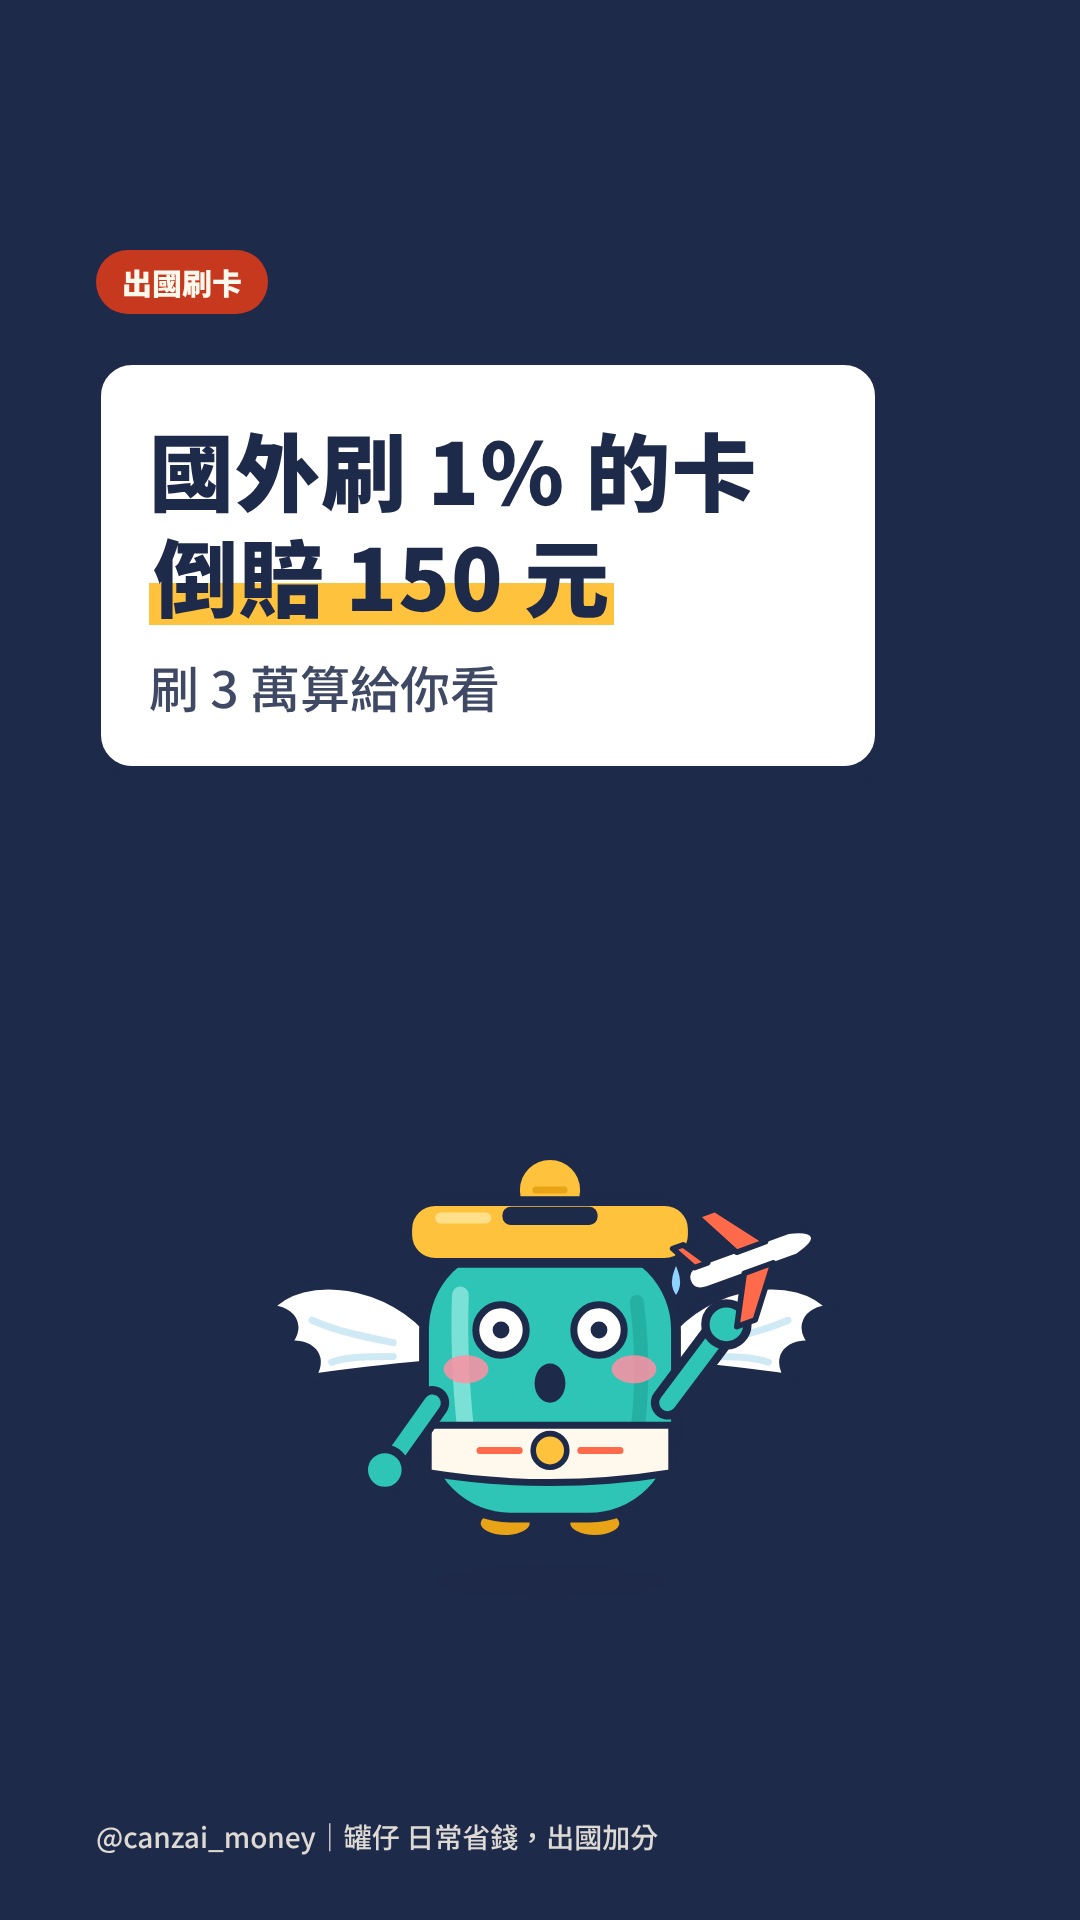 出國刷卡
國外刷 1% 的卡
倒賠 150 元
刷 3 萬算給你看
@canzai_money｜罐仔 日常省錢，出國加分